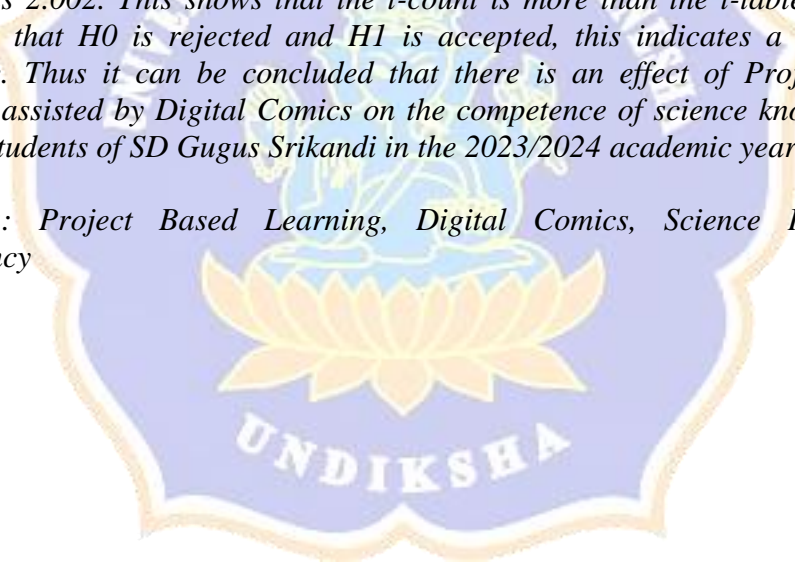 s 2.002. This shows that the t-count is more than the t-table
that H0 is rejected and H1 is accepted, this indicates a
. Thus it can be concluded that there is an effect of Proj
assisted by Digital Comics on the competence of science kno
tudents of SD Gugus Srikandi in the 2023/2024 academic year
: Project Based Learning, Digital Comics, Science
ncy
UNDIKSHA